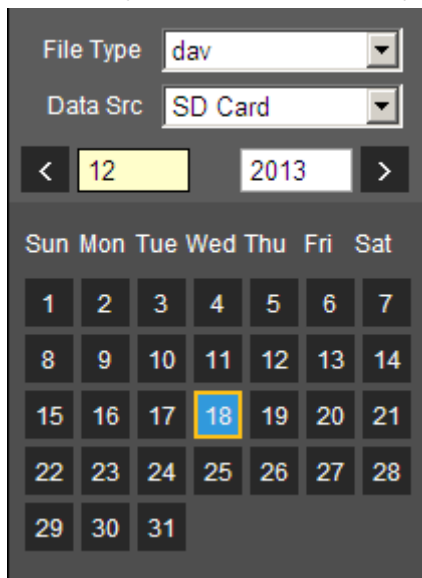 File Type dav
Data Src SD Card
< 12 2013 >
Sun Mon Tue Wed Thu Fri Sat
1 2 3 4 5 6 7
8 9 10 11 12 13 14
15 16 17 18 19 20 21
22 23 24 25 26 27 28
29 30 31